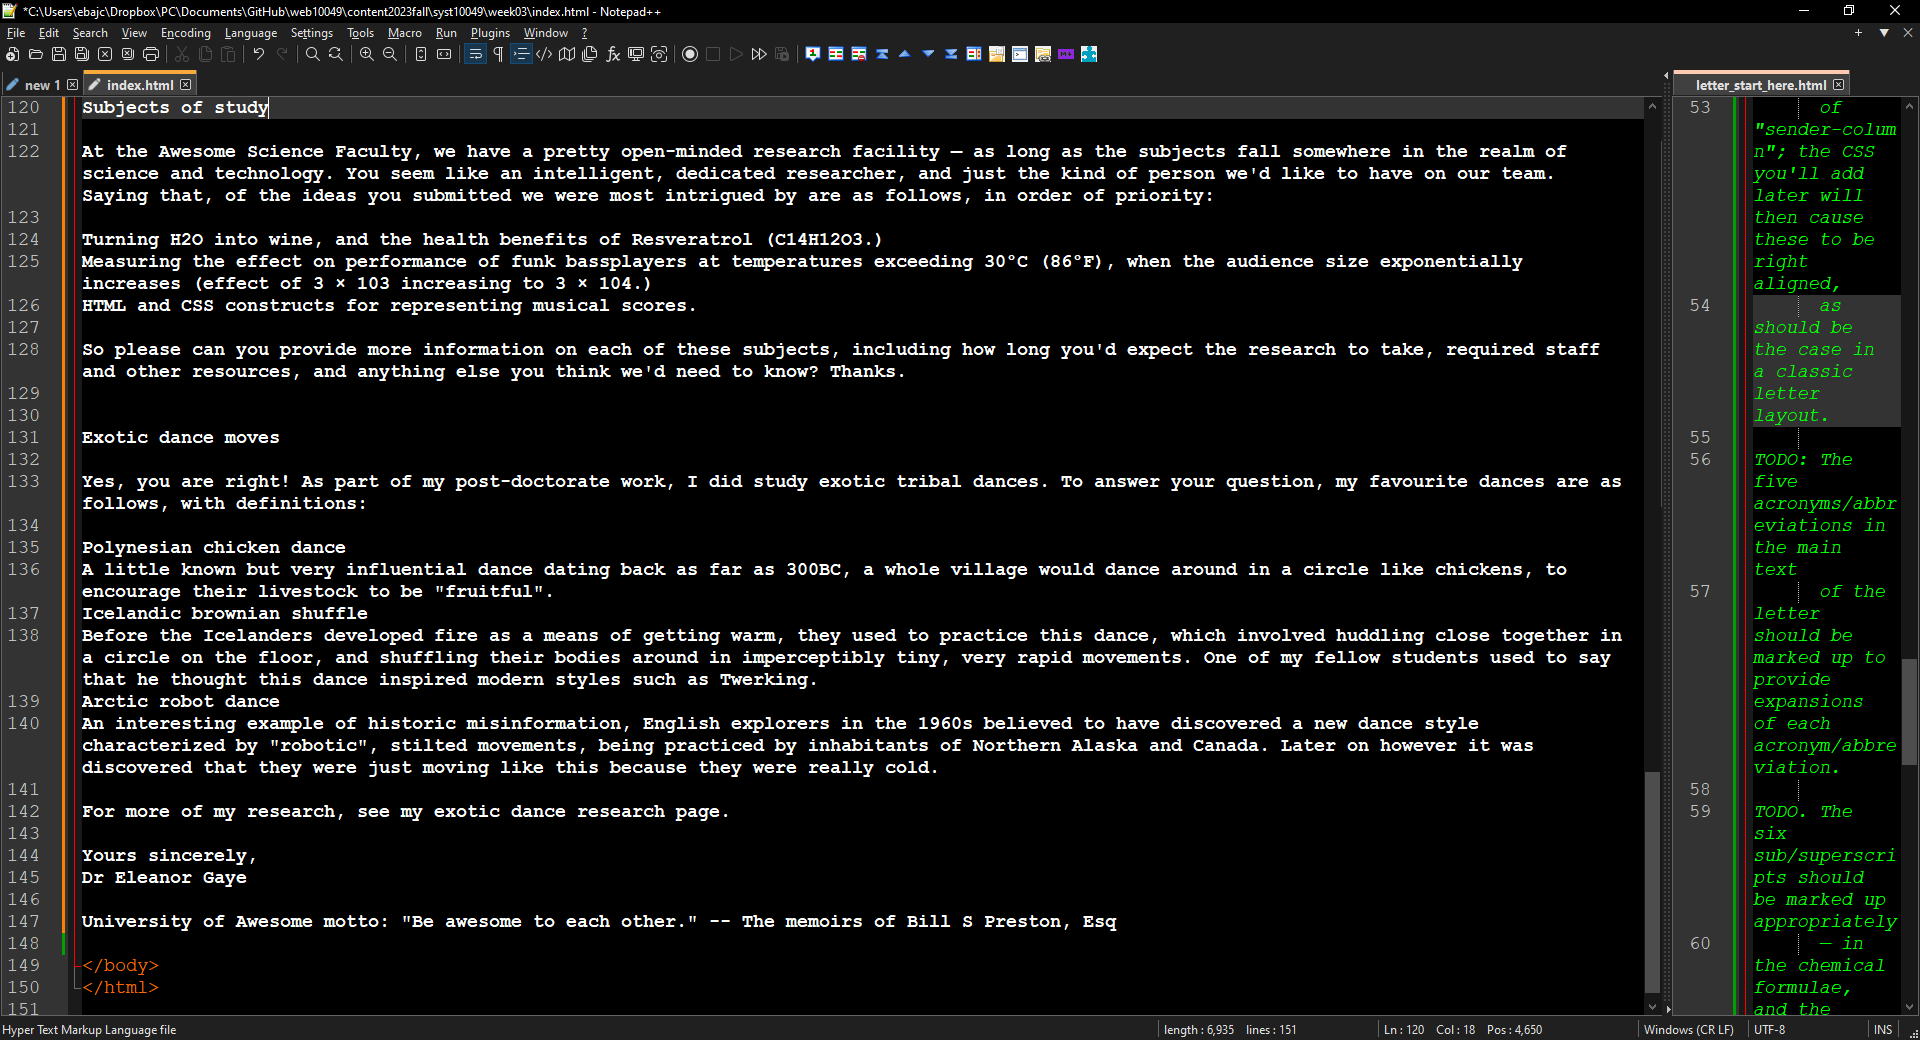 *C:\Users\ebajc\Dropbox\PC\Documents\GitHub\web10049\content2023fall\syst10049\week03\index.html - Notepad++
File Edit Search View Encoding Language Settings Tools Macro Run Plugins Window ?
new 1 index.html
120 Subjects of study
121
122 At the Awesome Science Faculty, we have a pretty open-minded research facility — as long as the subjects fall somewhere in the realm of
science and technology. You seem like an intelligent, dedicated researcher, and just the kind of person we'd like to have on our team.
Saying that, of the ideas you submitted we were most intrigued by are as follows, in order of priority:
123
124 Turning H2O into wine, and the health benefits of Resveratrol (C14H12O3.)
125 Measuring the effect on performance of funk bassplayers at temperatures exceeding 30°C (86°F), when the audience size exponentially
increases (effect of 3 × 103 increasing to 3 × 104.)
126 HTML and CSS constructs for representing musical scores.
127
128 So please can you provide more information on each of these subjects, including how long you'd expect the research to take, required staff
and other resources, and anything else you think we'd need to know? Thanks.
129
130
131 Exotic dance moves
132
133 Yes, you are right! As part of my post-doctorate work, I did study exotic tribal dances. To answer your question, my favourite dances are as
follows, with definitions:
134
135 Polynesian chicken dance
136 A little known but very influential dance dating back as far as 300BC, a whole village would dance around in a circle like chickens, to
encourage their livestock to be "fruitful".
137 Icelandic brownian shuffle
138 Before the Icelanders developed fire as a means of getting warm, they used to practice this dance, which involved huddling close together in
a circle on the floor, and shuffling their bodies around in imperceptibly tiny, very rapid movements. One of my fellow students used to say
that he thought this dance inspired modern styles such as Twerking.
139 Arctic robot dance
140 An interesting example of historic misinformation, English explorers in the 1960s believed to have discovered a new dance style
characterized by "robotic", stilted movements, being practiced by inhabitants of Northern Alaska and Canada. Later on however it was
discovered that they were just moving like this because they were really cold.
141
142 For more of my research, see my exotic dance research page.
143
144 Yours sincerely,
145 Dr Eleanor Gaye
146
147 University of Awesome motto: "Be awesome to each other." -- The memoirs of Bill S Preston, Esq
148
149 </body>
150 </html>
151
letter_start_here.html
53 of
"sender-colum
n"; the CSS
you'll add
later will
then cause
these to be
right
aligned,
54 as
should be
the case in
a classic
letter
layout.
55
56 TODO: The
five
acronyms/abbr
eviations in
the main
text
57 of the
letter
should be
marked up to
provide
expansions
of each
acronym/abbre
viation.
58
59 TODO. The
six
sub/superscri
pts should
be marked up
appropriately
60 — in
the chemical
formulae,
and the
Hyper Text Markup Language file length : 6,935 lines : 151 Ln : 120 Col : 18 Pos : 4,650 Windows (CR LF) UTF-8 INS